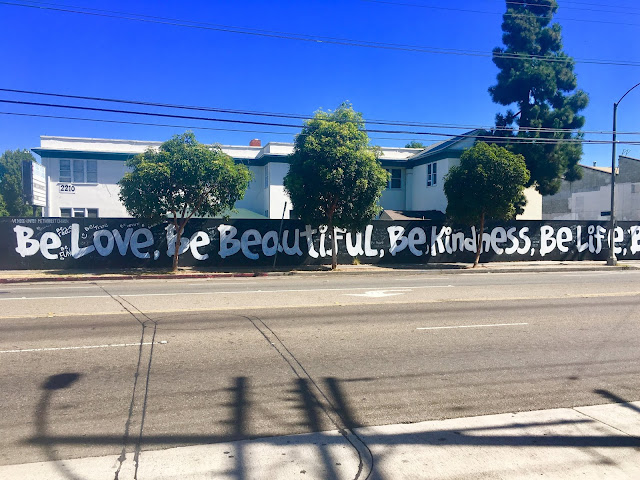 2210
Be Love, Be Beautiful, Be Kindness, Be Life, B